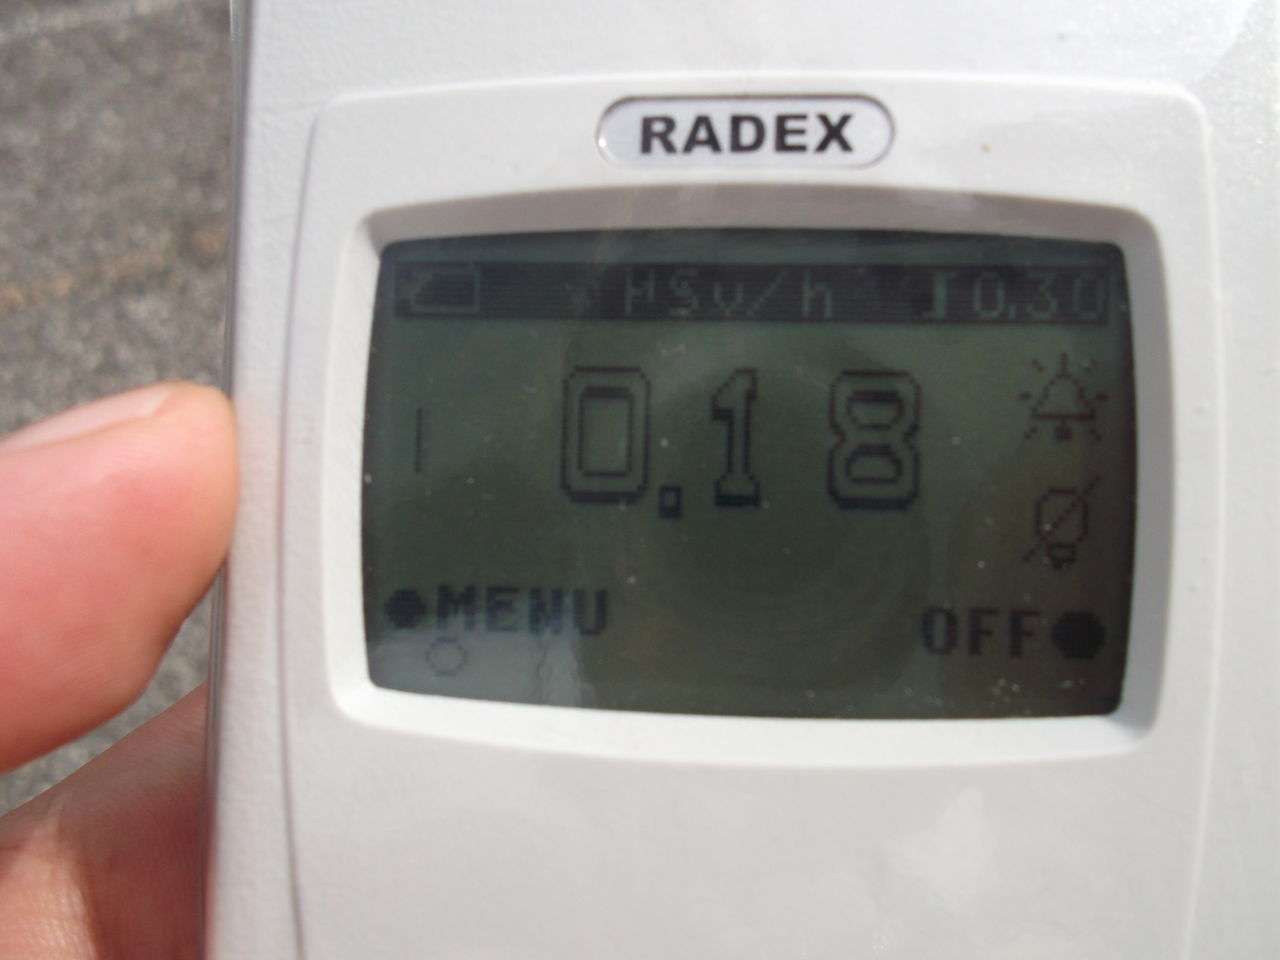 RADEX
µSv/h 0.30
0.18
MENU OFF